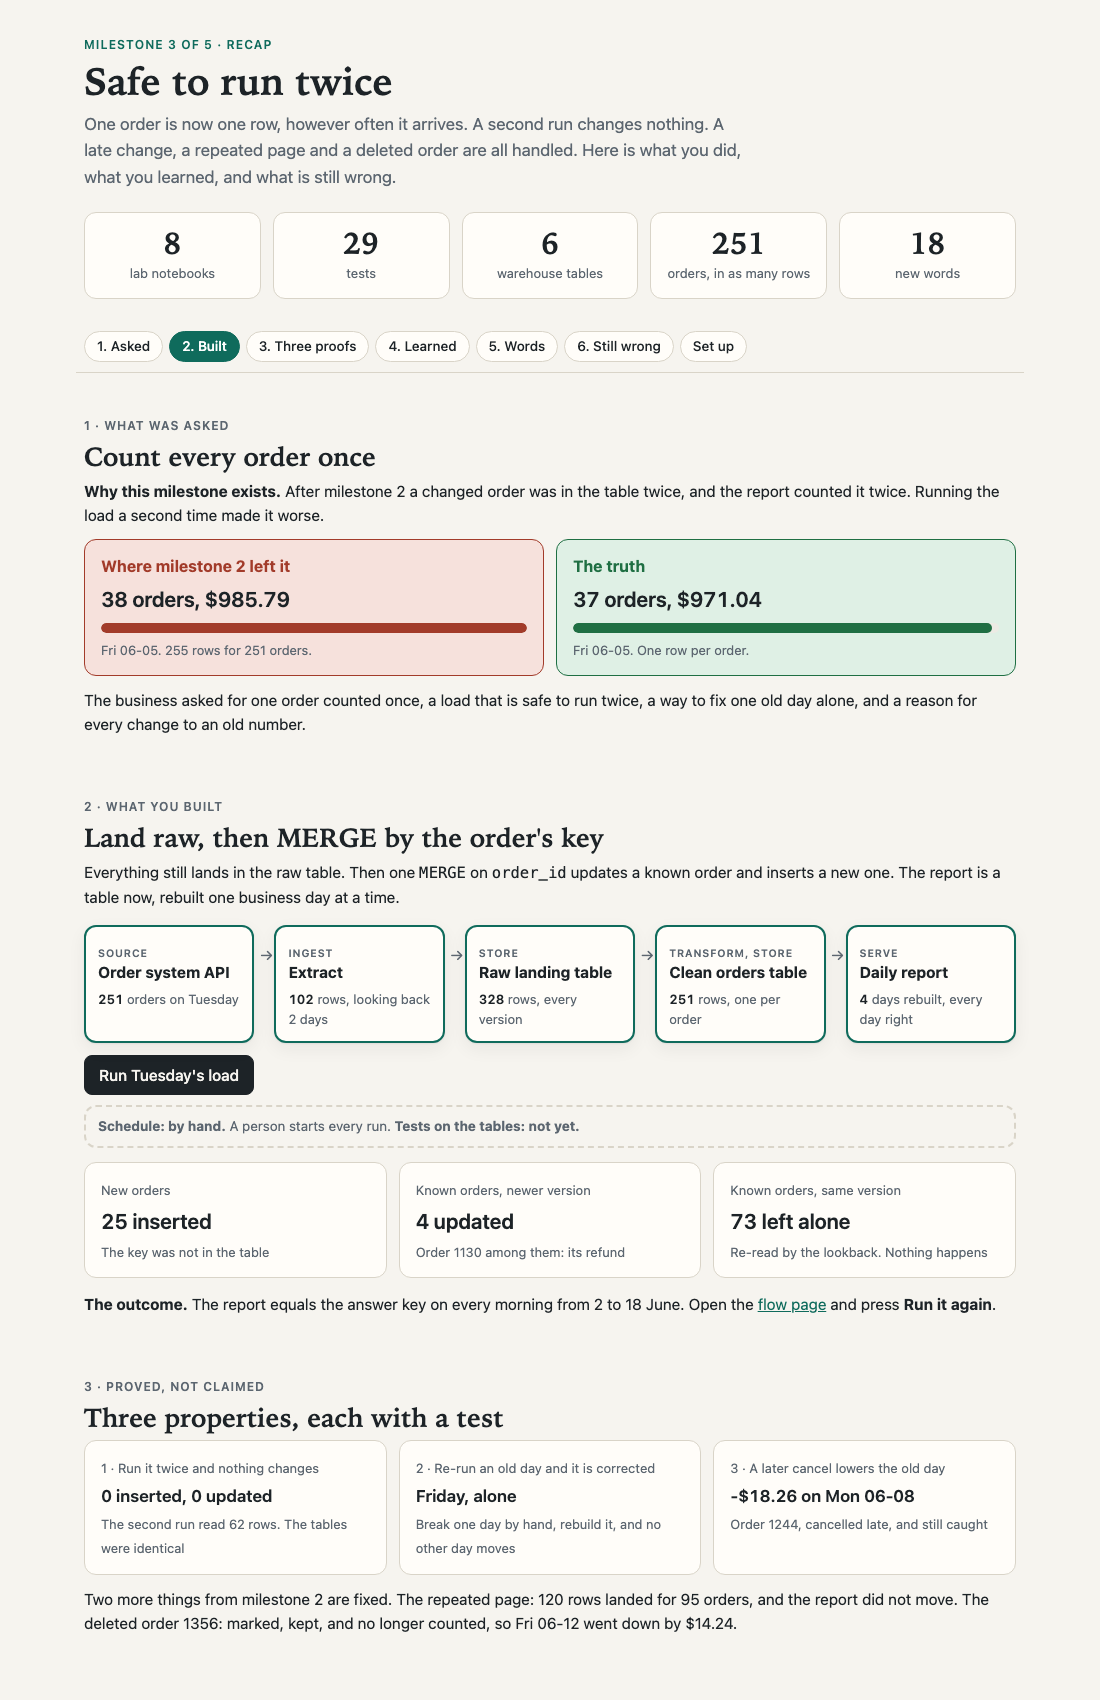 MILESTONE 3 OF 5 · RECAP
Safe to run twice
One order is now one row, however often it arrives. A second run changes nothing. A
late change, a repeated page and a deleted order are all handled. Here is what you did,
what you learned, and what is still wrong.
8
lab notebooks
29
tests
6
warehouse tables
251
orders, in as many rows
18
new words
1. Asked
2. Built
3. Three proofs
4. Learned
5. Words
6. Still wrong
Set up
1 · WHAT WAS ASKED
Count every order once
Why this milestone exists. After milestone 2 a changed order was in the table twice, and the report counted it twice. Running the
load a second time made it worse.
Where milestone 2 left it
38 orders, $985.79
Fri 06-05. 255 rows for 251 orders.
The truth
37 orders, $971.04
Fri 06-05. One row per order.
The business asked for one order counted once, a load that is safe to run twice, a way to fix one old day alone, and a reason for
every change to an old number.
2 · WHAT YOU BUILT
Land raw, then MERGE by the order's key
Everything still lands in the raw table. Then one MERGE on order_id updates a known order and inserts a new one. The report is a
table now, rebuilt one business day at a time.
SOURCE
Order system API
251 orders on Tuesday
→
INGEST
Extract
102 rows, looking back
2 days
→
STORE
Raw landing table
328 rows, every
version
→
TRANSFORM, STORE
Clean orders table
251 rows, one per
order
→
SERVE
Daily report
4 days rebuilt, every
day right
Run Tuesday's load
Schedule: by hand. A person starts every run. Tests on the tables: not yet.
New orders
25 inserted
The key was not in the table
Known orders, newer version
4 updated
Order 1130 among them: its refund
Known orders, same version
73 left alone
Re-read by the lookback. Nothing happens
The outcome. The report equals the answer key on every morning from 2 to 18 June. Open the flow page and press Run it again.
3 · PROVED, NOT CLAIMED
Three properties, each with a test
1 · Run it twice and nothing changes
0 inserted, 0 updated
The second run read 62 rows. The tables
were identical
2 · Re-run an old day and it is corrected
Friday, alone
Break one day by hand, rebuild it, and no
other day moves
3 · A later cancel lowers the old day
-$18.26 on Mon 06-08
Order 1244, cancelled late, and still caught
Two more things from milestone 2 are fixed. The repeated page: 120 rows landed for 95 orders, and the report did not move. The
deleted order 1356: marked, kept, and no longer counted, so Fri 06-12 went down by $14.24.